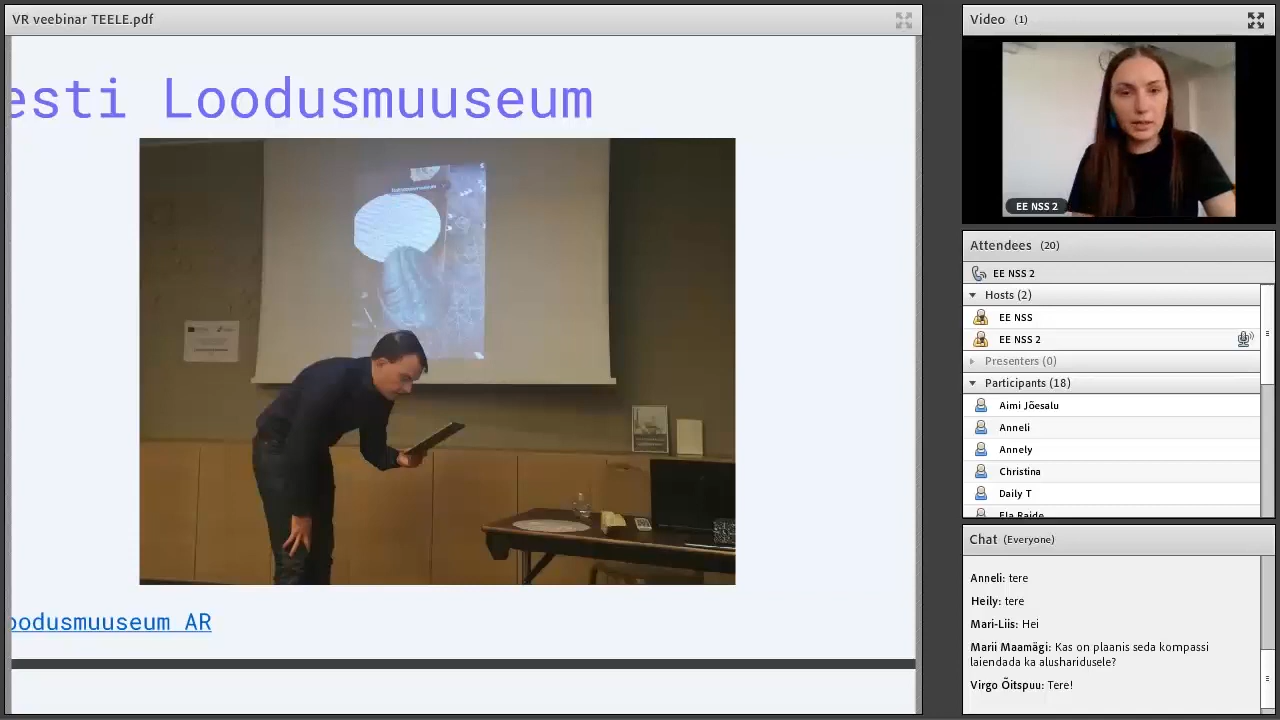 VR veebinar TEELE.pdf
esti Loodusmuuseum
oodusmuuseum AR
Video (1)
EE NSS 2
Attendees (20)
EE NSS 2
Hosts (2)
EE NSS
EE NSS 2
Presenters (0)
Participants (18)
Aimi Jõesalu
Anneli
Annely
Christina
Daily T
Ela Raide
Chat (Everyone)
Anneli: tere
Heily: tere
Mari-Liis: Hei
Marii Maamägi: Kas on plaanis seda kompassi
laiendada ka alusharidusele?
Virgo Õitspuu: Tere!